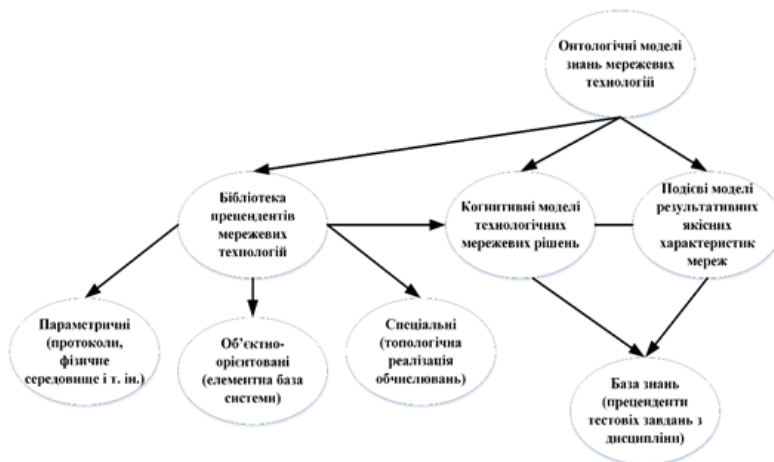 Онтологічні моделі
знань мережевих
технологій
Бібліотека
прецендентів
мережевих
технологій
Когнитивні моделі
технологічних
мережевих рішень
Подієві моделі
результативних
якісних
характеристик
мереж
Параметричні
(протоколи,
фізичне
середовище і т. ін.)
Об’єктно-
орієнтовані
(елементна база
системи)
Спеціальні
(топологічна
реалізація
обчислювань)
База знань
(прецеденти
тестовіх завдань з
дисципліни)